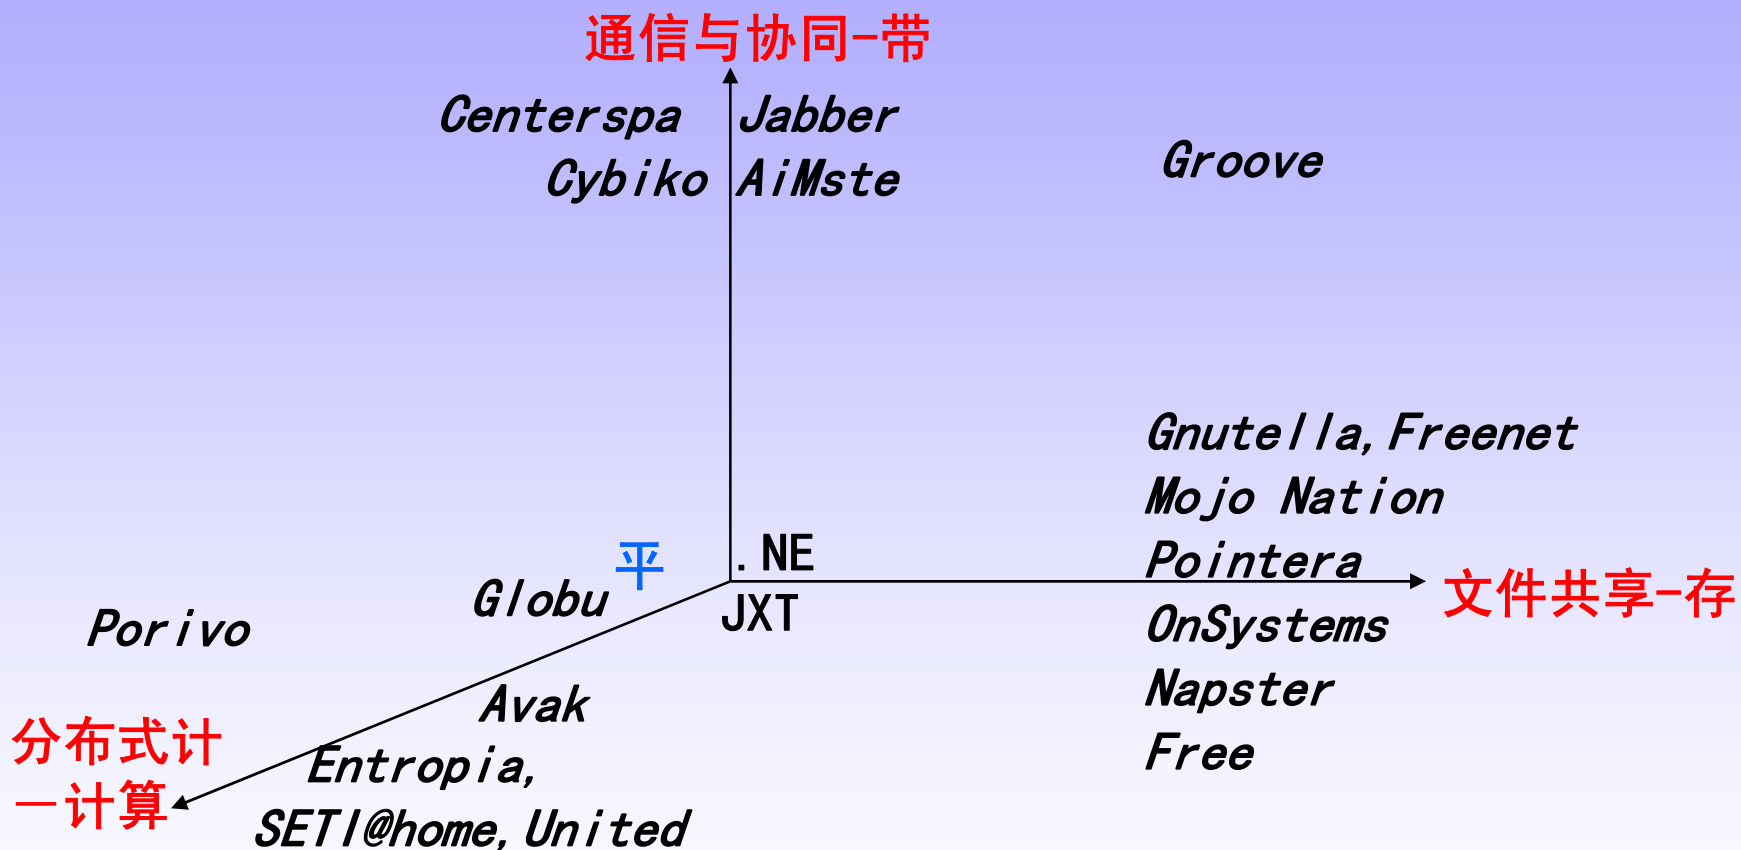 通信与协同-带
Centerspa Jabber
Cybiko AiMste
Groove
Gnutella,Freenet
Mojo Nation
Pointera
OnSystems
Napster
Free
文件共享-存
平
.NE
JXT
Globu
Porivo
Avak
Entropia,
SETI@home,United
分布式计
—计算